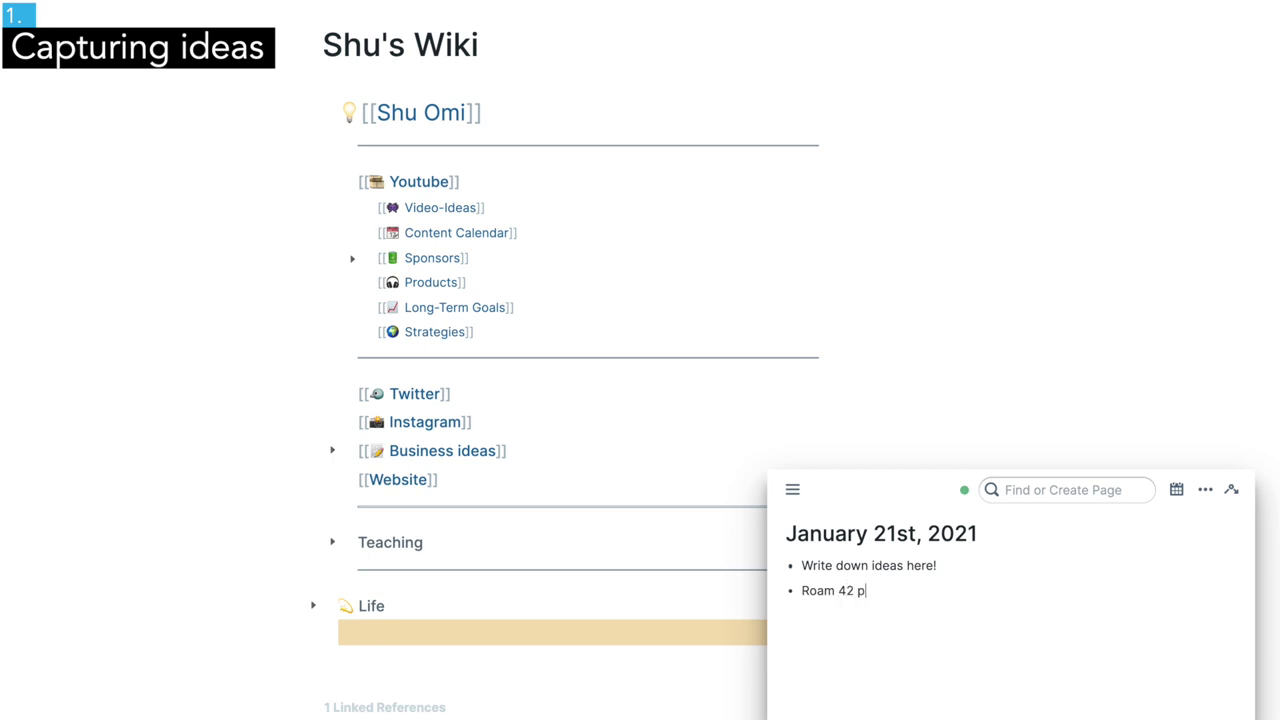 1.
Capturing ideas
Shu's Wiki
[[Shu Omi]]
[[Youtube]]
[[Video-Ideas]]
[[Content Calendar]]
[[Sponsors]]
[[Products]]
[[Long-Term Goals]]
[[Strategies]]
[[Twitter]]
[[Instagram]]
[[Business ideas]]
[[Website]]
Teaching
Life
1 Linked References
Find or Create Page
January 21st, 2021
Write down ideas here!
Roam 42 p